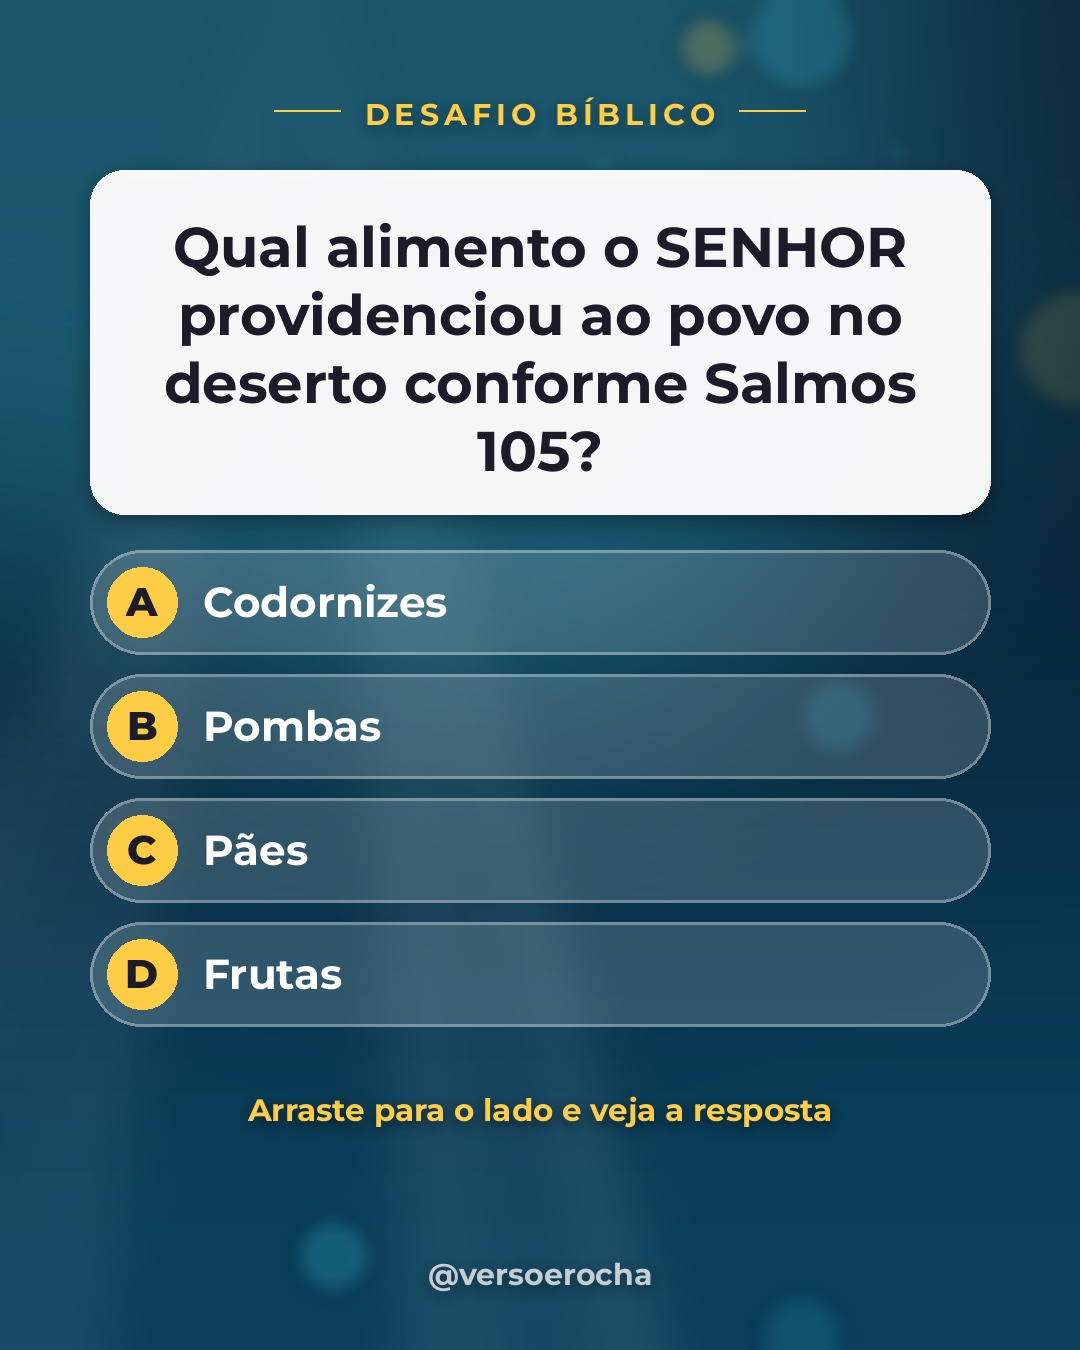 DESAFIO BÍBLICO
Qual alimento o SENHOR
providenciou ao povo no
deserto conforme Salmos
105?
A Codornizes
B Pombas
C Pães
D Frutas
Arraste para o lado e veja a resposta
@versoerocha